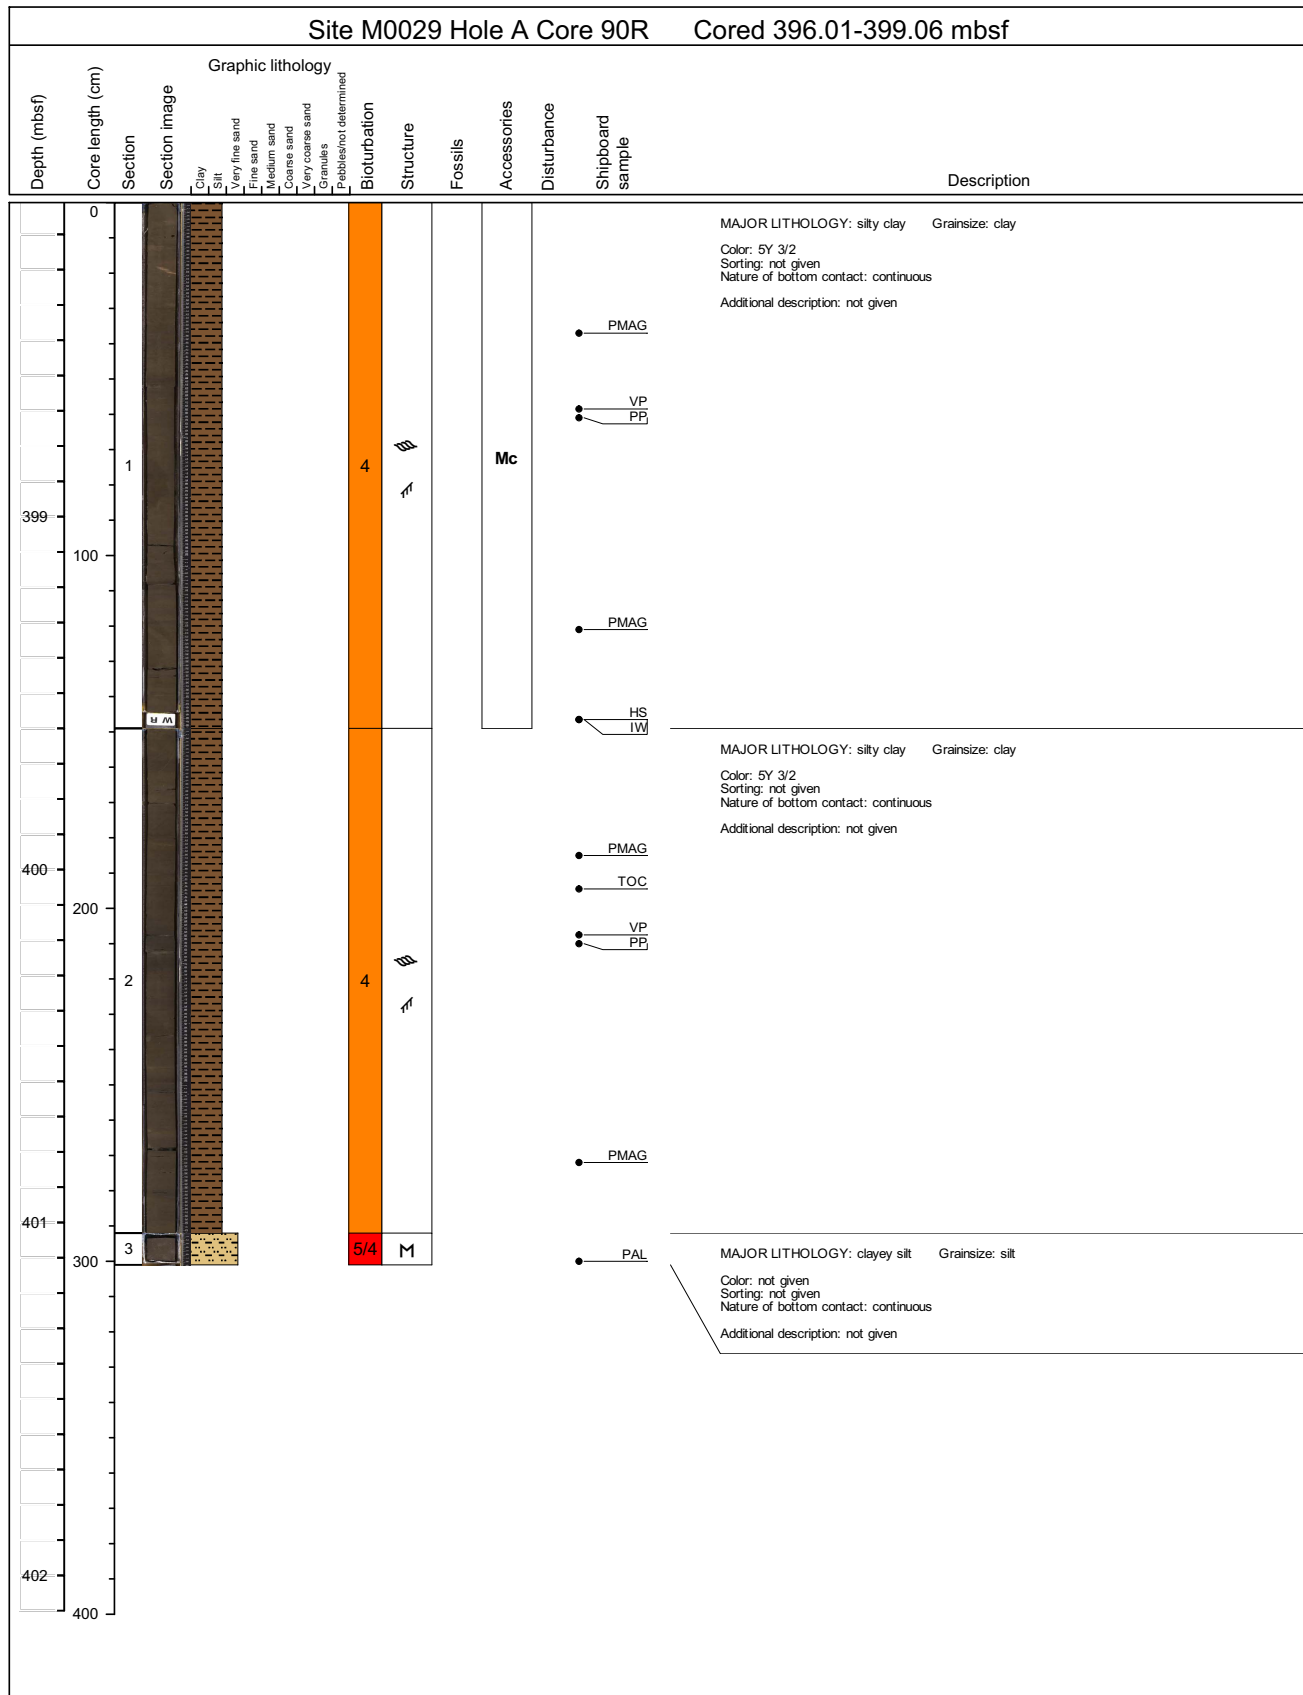 Site M0029 Hole A Core 90R Cored 396.01-399.06 mbsf
Graphic lithology
Depth (mbsf)
Core length (cm)
Section
Section image
Clay
Silt
Very fine sand
Fine sand
Medium sand
Coarse sand
Very coarse sand
Granules
Pebbles/not determined
Bioturbation
Structure
Fossils
Accessories
Disturbance
Shipboard
sample
Description
0
MAJOR LITHOLOGY: silty clay Grainsize: clay
Color: 5Y 3/2
Sorting: not given
Nature of bottom contact: continuous
Additional description: not given
PMAG
VP
PP
1
4
Mc
399
100
PMAG
W R
HS
IW
MAJOR LITHOLOGY: silty clay Grainsize: clay
Color: 5Y 3/2
Sorting: not given
Nature of bottom contact: continuous
Additional description: not given
PMAG
400
TOC
200
VP
PP
2
4
PMAG
401
3
5/4
M
300
PAL
MAJOR LITHOLOGY: clayey silt Grainsize: silt
Color: not given
Sorting: not given
Nature of bottom contact: continuous
Additional description: not given
402
400